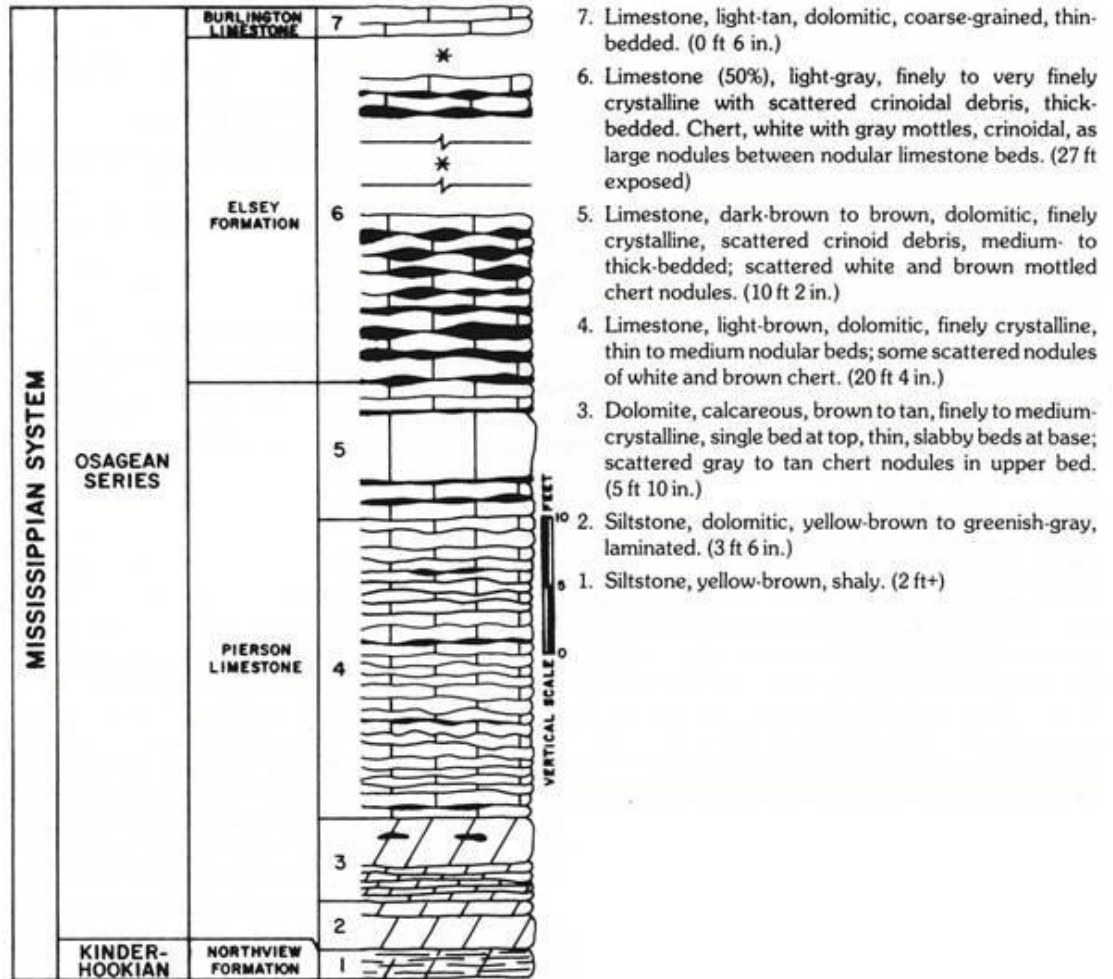 MISSISSIPPIAN SYSTEM
OSAGEAN
SERIES
KINDER-
HOOKIAN
BURLINGTON
LIMESTONE
ELSEY
FORMATION
PIERSON
LIMESTONE
NORTHVIEW
FORMATION
7
*
*
6
5
4
3
2
1
FEET
10
5
0
VERTICAL SCALE
7. Limestone, light-tan, dolomitic, coarse-grained, thin-
bedded. (0 ft 6 in.)
6. Limestone (50%), light-gray, finely to very finely
crystalline with scattered crinoidal debris, thick-
bedded. Chert, white with gray mottles, crinoidal, as
large nodules between nodular limestone beds. (27 ft
exposed)
5. Limestone, dark-brown to brown, dolomitic, finely
crystalline, scattered crinoid debris, medium- to
thick-bedded; scattered white and brown mottled
chert nodules. (10 ft 2 in.)
4. Limestone, light-brown, dolomitic, finely crystalline,
thin to medium nodular beds; some scattered nodules
of white and brown chert. (20 ft 4 in.)
3. Dolomite, calcareous, brown to tan, finely to medium-
crystalline, single bed at top, thin, slabby beds at base;
scattered gray to tan chert nodules in upper bed.
(5 ft 10 in.)
2. Siltstone, dolomitic, yellow-brown to greenish-gray,
laminated. (3 ft 6 in.)
1. Siltstone, yellow-brown, shaly. (2 ft+)